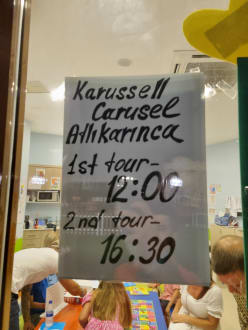 Karussell
Carusel
Atlıkarınca
1st tour-
12:00
2nd tour-
16:30